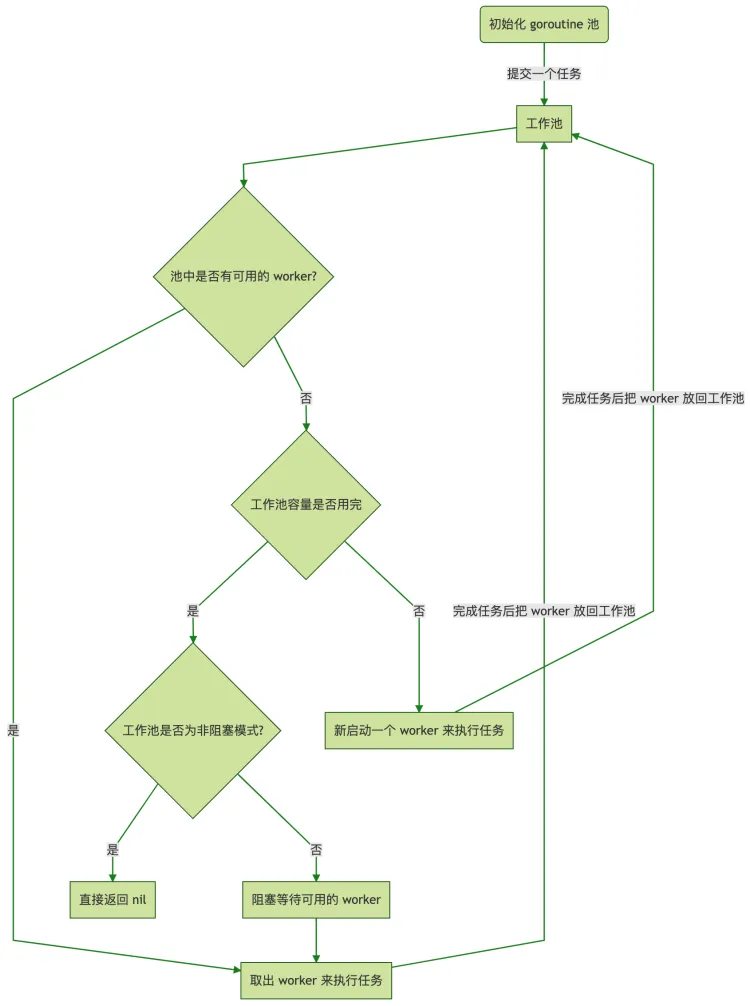 初始化 goroutine 池
提交一个任务
工作池
池中是否有可用的 worker?
否
完成任务后把 worker 放回工作池
工作池容量是否用完
是
否
完成任务后把 worker 放回工作池
工作池是否为非阻塞模式?
新启动一个 worker 来执行任务
是
是
否
直接返回 nil
阻塞等待可用的 worker
取出 worker 来执行任务